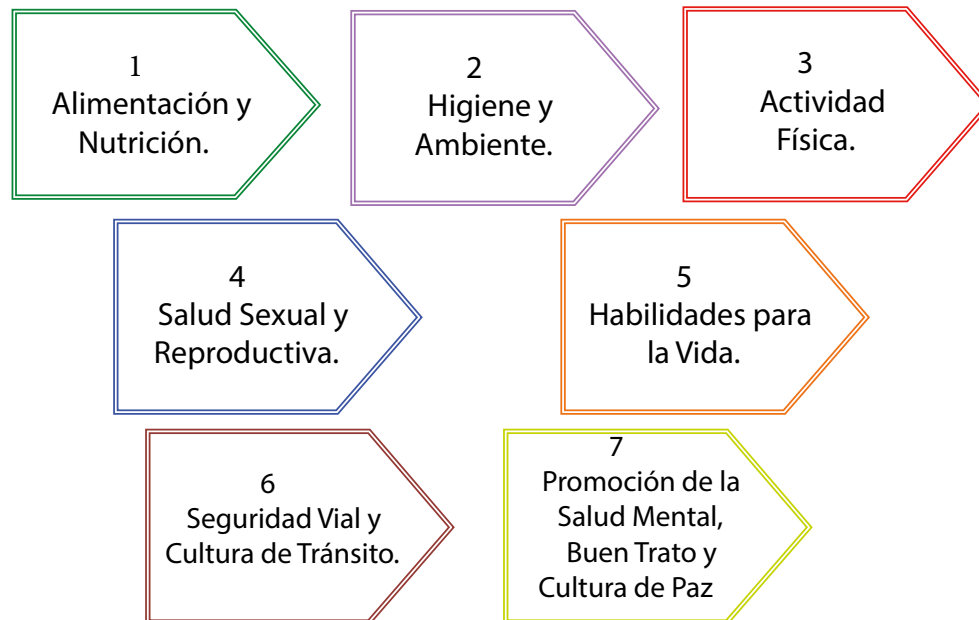 1
Alimentación y
Nutrición.
2
Higiene y
Ambiente.
3
Actividad
Física.
4
Salud Sexual y
Reproductiva.
5
Habilidades para
la Vida.
6
Seguridad Vial y
Cultura de Tránsito.
7
Promoción de la
Salud Mental,
Buen Trato y
Cultura de Paz